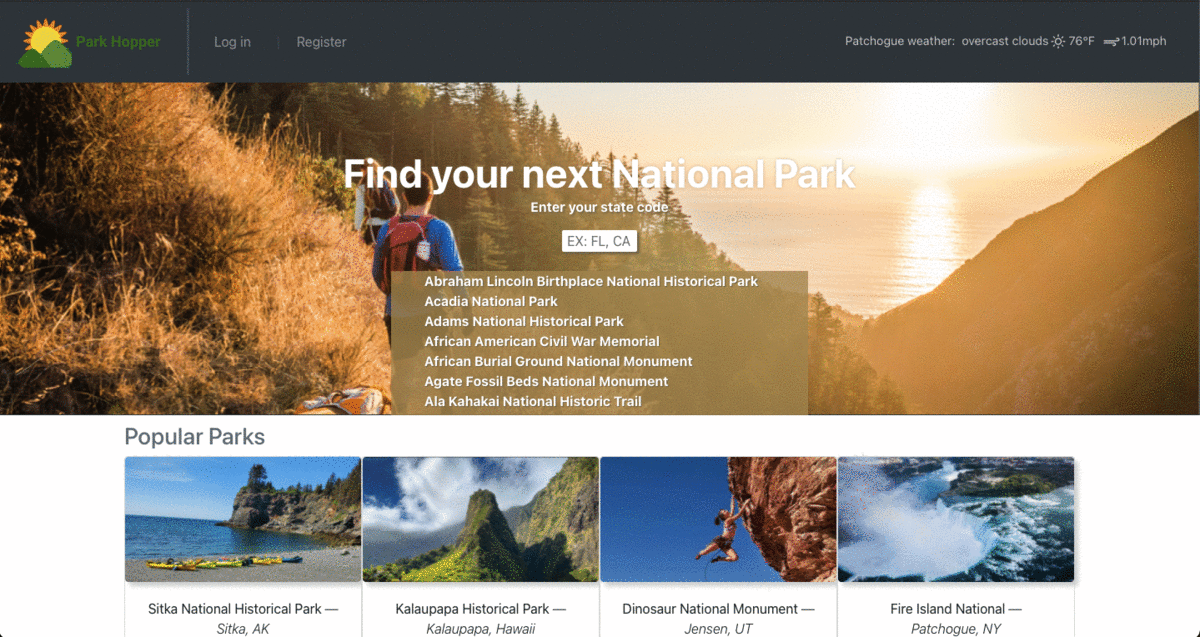 Park Hopper
Log in
Register
Patchogue weather: overcast clouds 76°F 1.01mph
Find your next National Park
Enter your state code
EX: FL, CA
Abraham Lincoln Birthplace National Historical Park
Acadia National Park
Adams National Historical Park
African American Civil War Memorial
African Burial Ground National Monument
Agate Fossil Beds National Monument
Ala Kahakai National Historic Trail
Popular Parks
Sitka National Historical Park —
Sitka, AK
Kalaupapa Historical Park —
Kalaupapa, Hawaii
Dinosaur National Monument —
Jensen, UT
Fire Island National —
Patchogue, NY